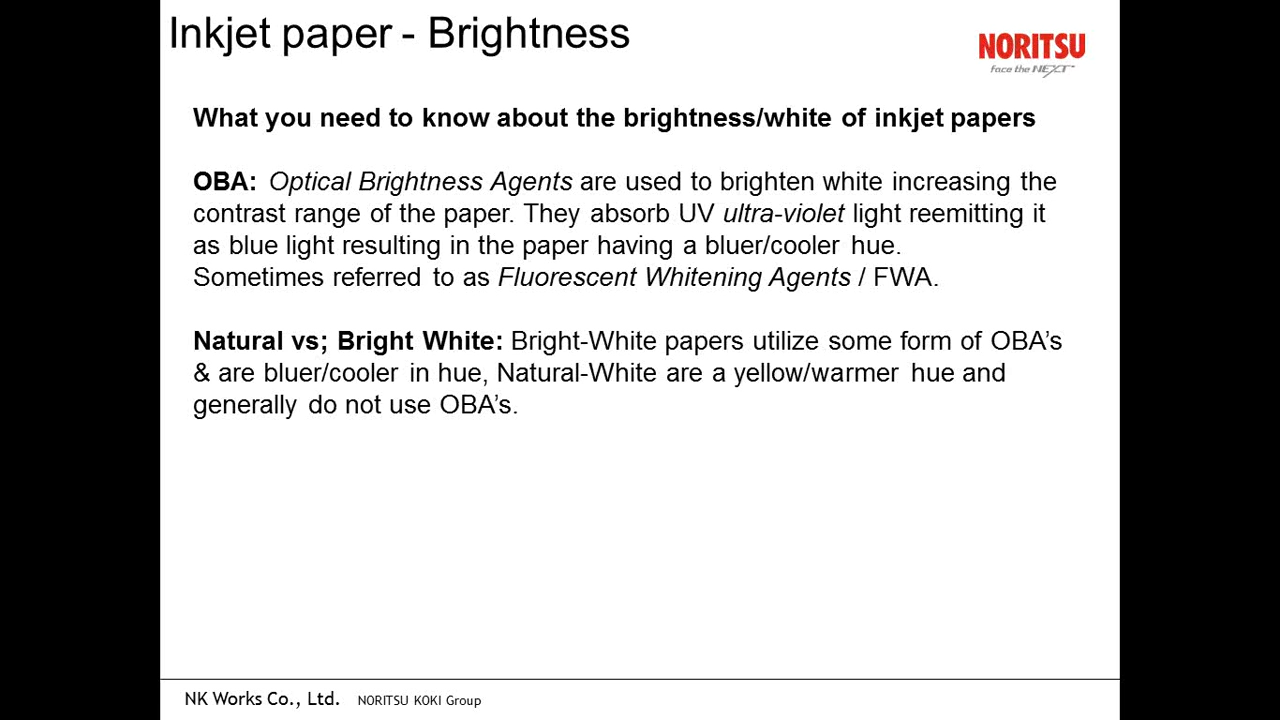 Inkjet paper - Brightness
NORITSU
face the NEXT
What you need to know about the brightness/white of inkjet papers
OBA: Optical Brightness Agents are used to brighten white increasing the
contrast range of the paper. They absorb UV ultra-violet light reemitting it
as blue light resulting in the paper having a bluer/cooler hue.
Sometimes referred to as Fluorescent Whitening Agents / FWA.
Natural vs; Bright White: Bright-White papers utilize some form of OBA’s
& are bluer/cooler in hue, Natural-White are a yellow/warmer hue and
generally do not use OBA’s.
NK Works Co., Ltd. NORITSU KOKI Group